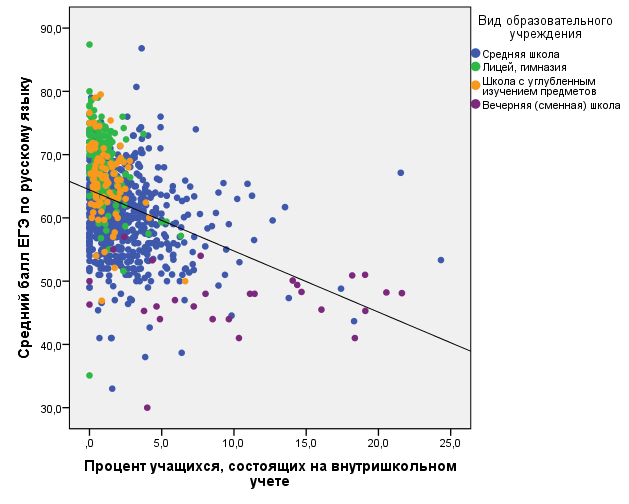 Вид образовательного
учреждения
Средняя школа
Лицей, гимназия
Школа с углубленным
изучением предметов
Вечерняя (сменная) школа
Средний балл ЕГЭ по русскому языку
90,0
80,0
70,0
60,0
50,0
40,0
30,0
,0
5,0
10,0
15,0
20,0
25,0
Процент учащихся, состоящих на внутришкольном
учете